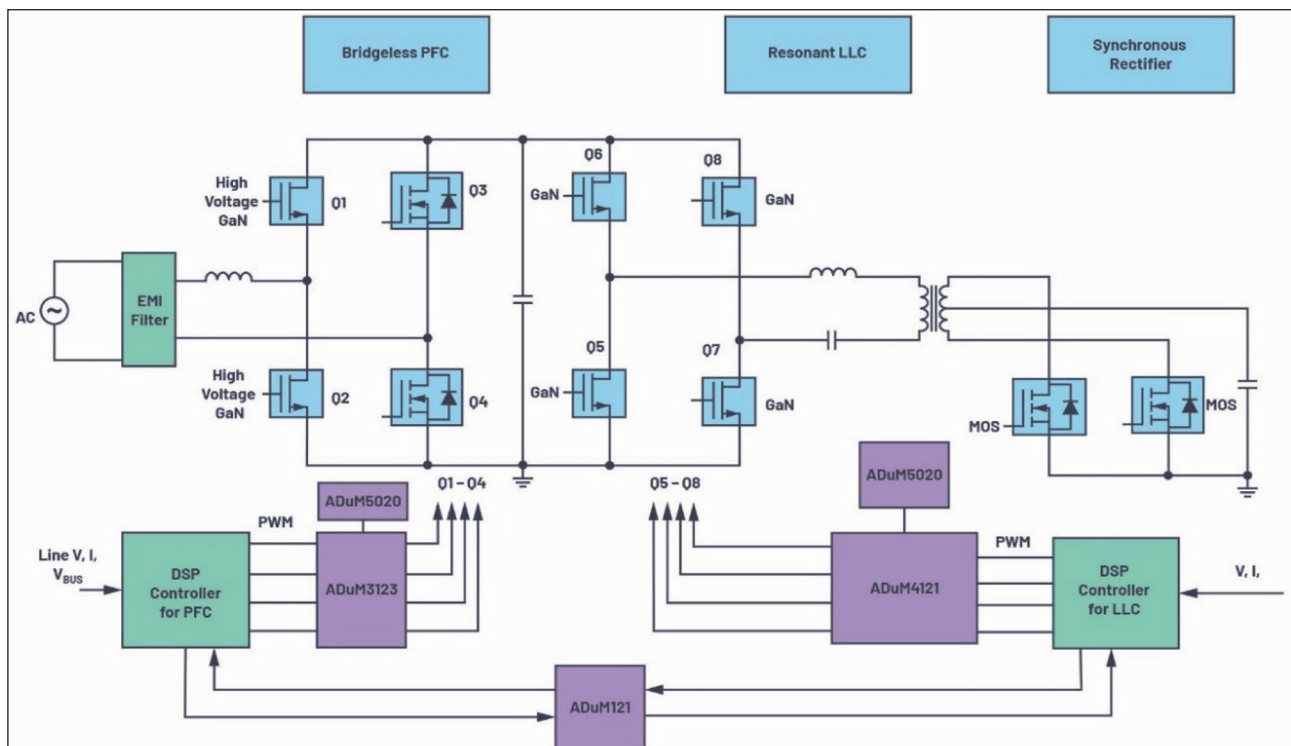 Bridgeless PFC
Resonant LLC
Synchronous
Rectifier
High
Voltage
GaN
Q1
Q3
Q6
GaN
Q8
GaN
AC
EMI
Filter
High
Voltage
GaN
Q2
Q4
Q5
GaN
Q7
GaN
MOS
MOS
Q1 - Q4
Q5 - Q8
ADuM5020
ADuM5020
Line V, I,
VBUS
DSP
Controller
for PFC
PWM
ADuM3123
ADuM4121
PWM
DSP
Controller
for LLC
V, I,
ADuM121